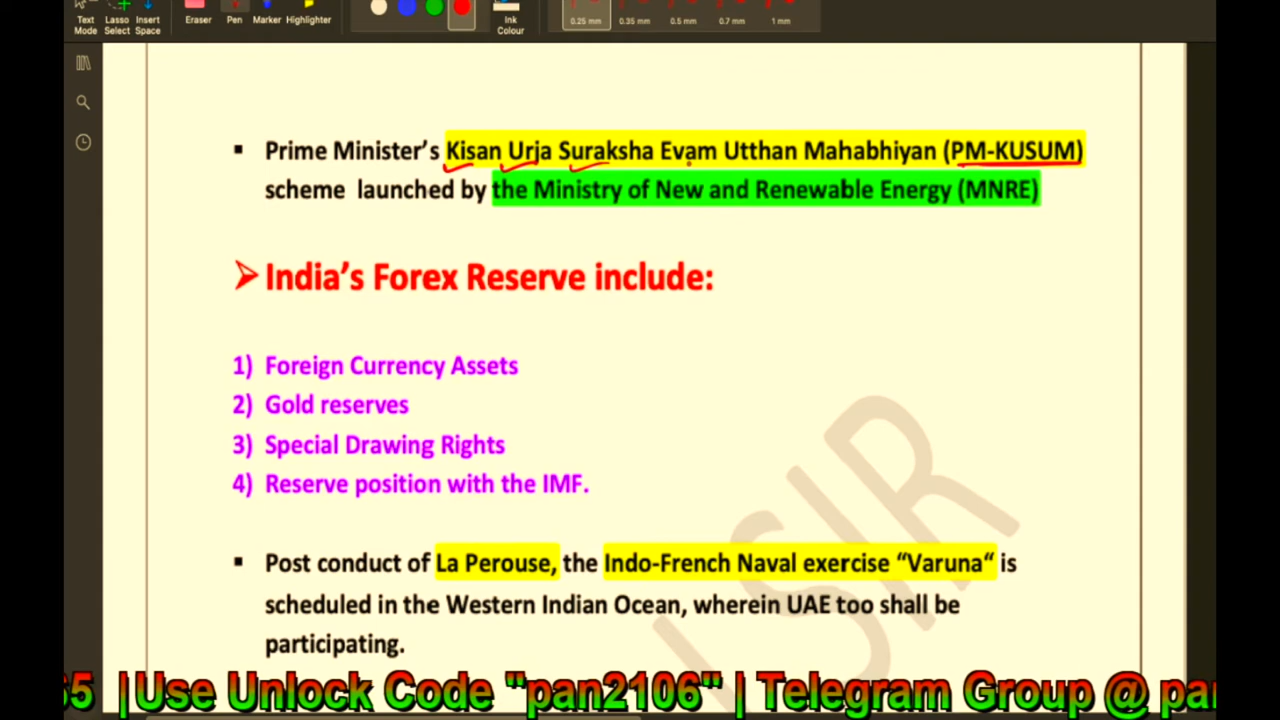 Text Mode
Lasso Select
Insert Space
Eraser
Pen
Marker
Highlighter
Ink Colour
0.25 mm
0.35 mm
0.5 mm
0.7 mm
1 mm
▪ Prime Minister’s Kisan Urja Suraksha Evam Utthan Mahabhiyan (PM-KUSUM)
scheme launched by the Ministry of New and Renewable Energy (MNRE)
➢ India’s Forex Reserve include:
1) Foreign Currency Assets
2) Gold reserves
3) Special Drawing Rights
4) Reserve position with the IMF.
▪ Post conduct of La Perouse, the Indo-French Naval exercise “Varuna“ is
scheduled in the Western Indian Ocean, wherein UAE too shall be
participating.
SIR
65 | Use Unlock Code "pan2106" | Telegram Group @